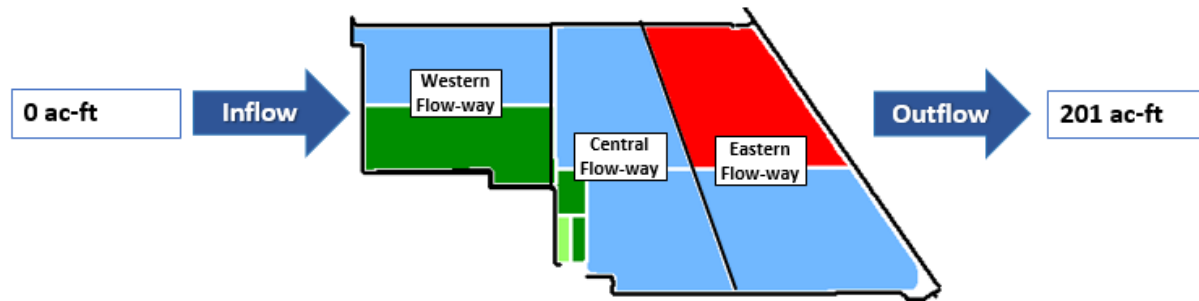 0 ac-ft
Inflow
Western
Flow-way
Central
Flow-way
Eastern
Flow-way
Outflow
201 ac-ft